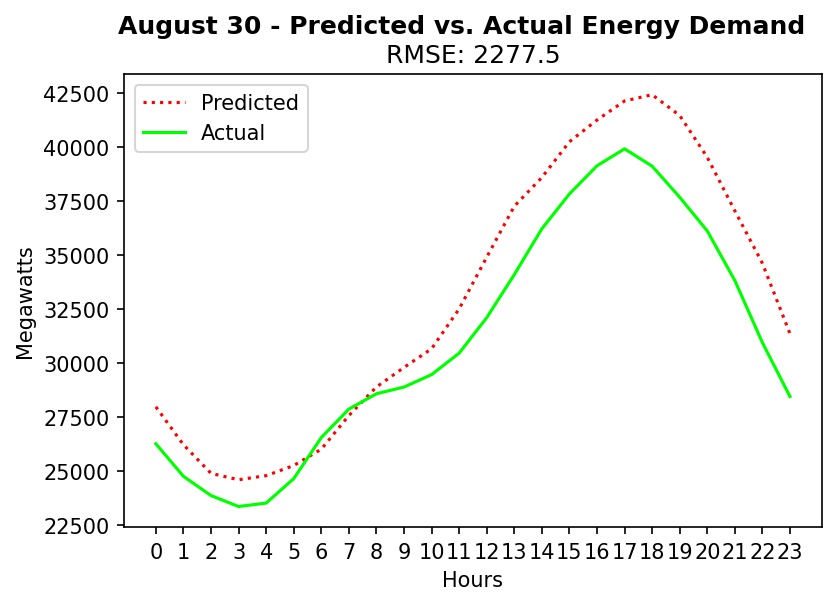 August 30 - Predicted vs. Actual Energy Demand
RMSE: 2277.5
Predicted
Actual
42500
40000
37500
35000
32500
30000
27500
25000
22500
Megawatts
0 1 2 3 4 5 6 7 8 9 10 11 12 13 14 15 16 17 18 19 20 21 22 23
Hours